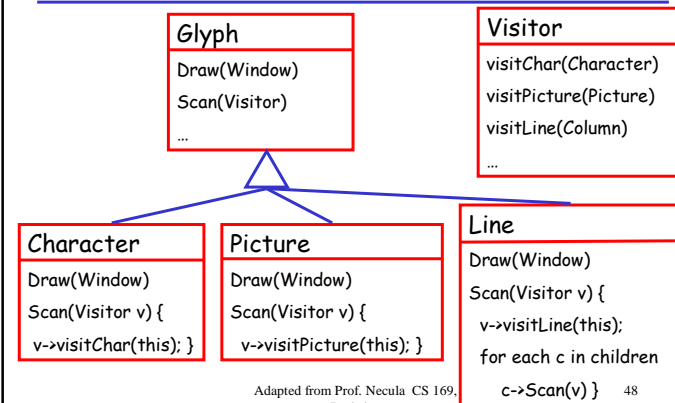 Glyph
Draw(Window)
Scan(Visitor)
...
Visitor
visitChar(Character)
visitPicture(Picture)
visitLine(Column)
...
Character
Draw(Window)
Scan(Visitor v) {
v->visitChar(this); }
Picture
Draw(Window)
Scan(Visitor v) {
v->visitPicture(this); }
Line
Draw(Window)
Scan(Visitor v) {
v->visitLine(this);
for each c in children
c->Scan(v) }
Adapted from Prof. Necula CS 169,
48